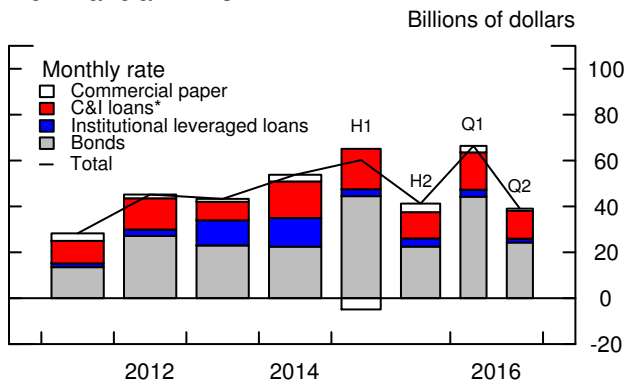 Billions of dollars
Monthly rate
Commercial paper
C&I loans*
Institutional leveraged loans
Bonds
Total
H1
H2
Q1
Q2
100
80
60
40
20
0
-20
2012 2014 2016